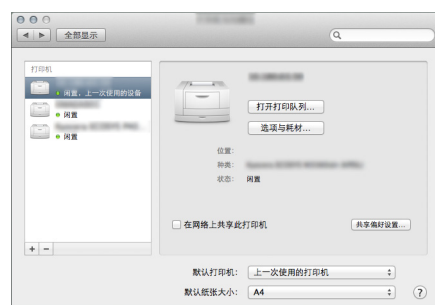 全部显示
打印机
闲置，上一次使用的设备
闲置
闲置
打开打印队列...
选项与耗材...
位置：
种类：
状态： 闲置
在网络上共享此打印机
共享偏好设置...
+ −
默认打印机： 上一次使用的打印机
默认纸张大小： A4
?